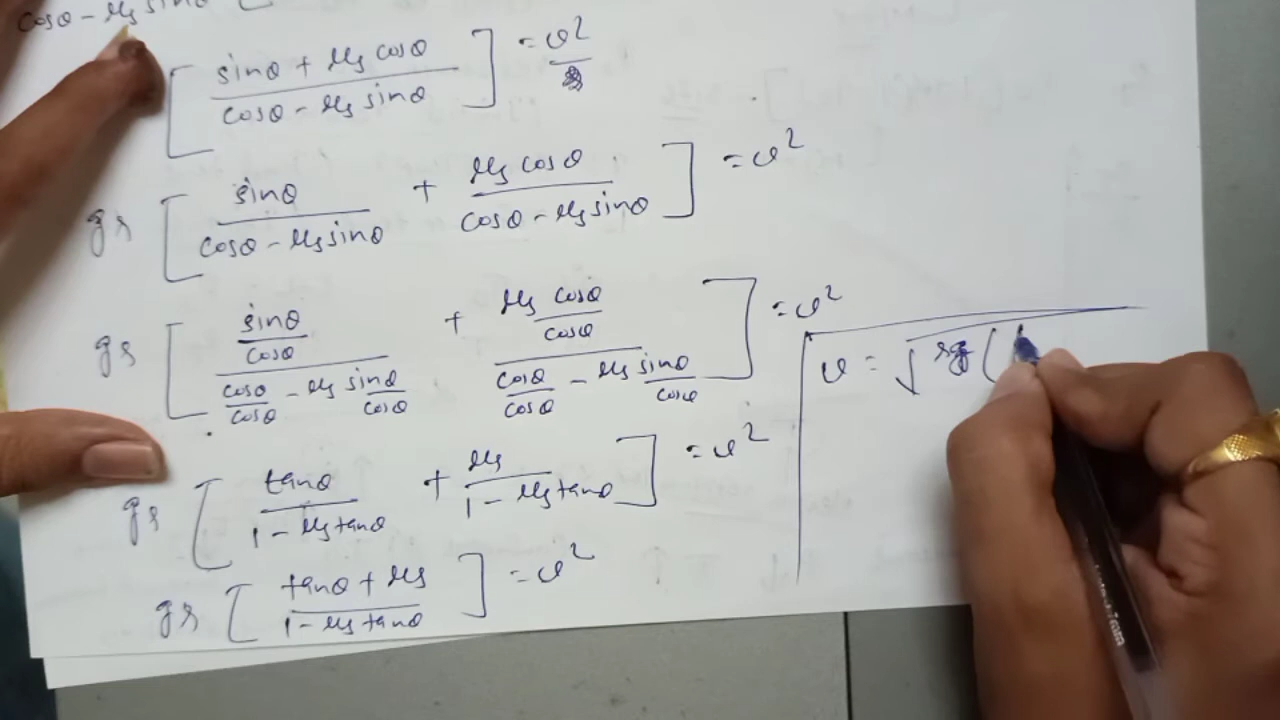 cosθ - μs sinθ [
[ (sinθ + μs cosθ) / (cosθ - μs sinθ) ] = v²
gr [ sinθ / (cosθ - μs sinθ) + μs cosθ / (cosθ - μs sinθ) ] = v²
gr [ (sinθ/cosθ) / (cosθ/cosθ - μs sinθ/cosθ) + (μs cosθ/cosθ) / (cosθ/cosθ - μs sinθ/cosθ) ] = v²
gr [ tanθ / (1 - μs tanθ) + μs / (1 - μs tanθ) ] = v²
gr [ (tanθ + μs) / (1 - μs tanθ) ] = v²
v = √ rg (